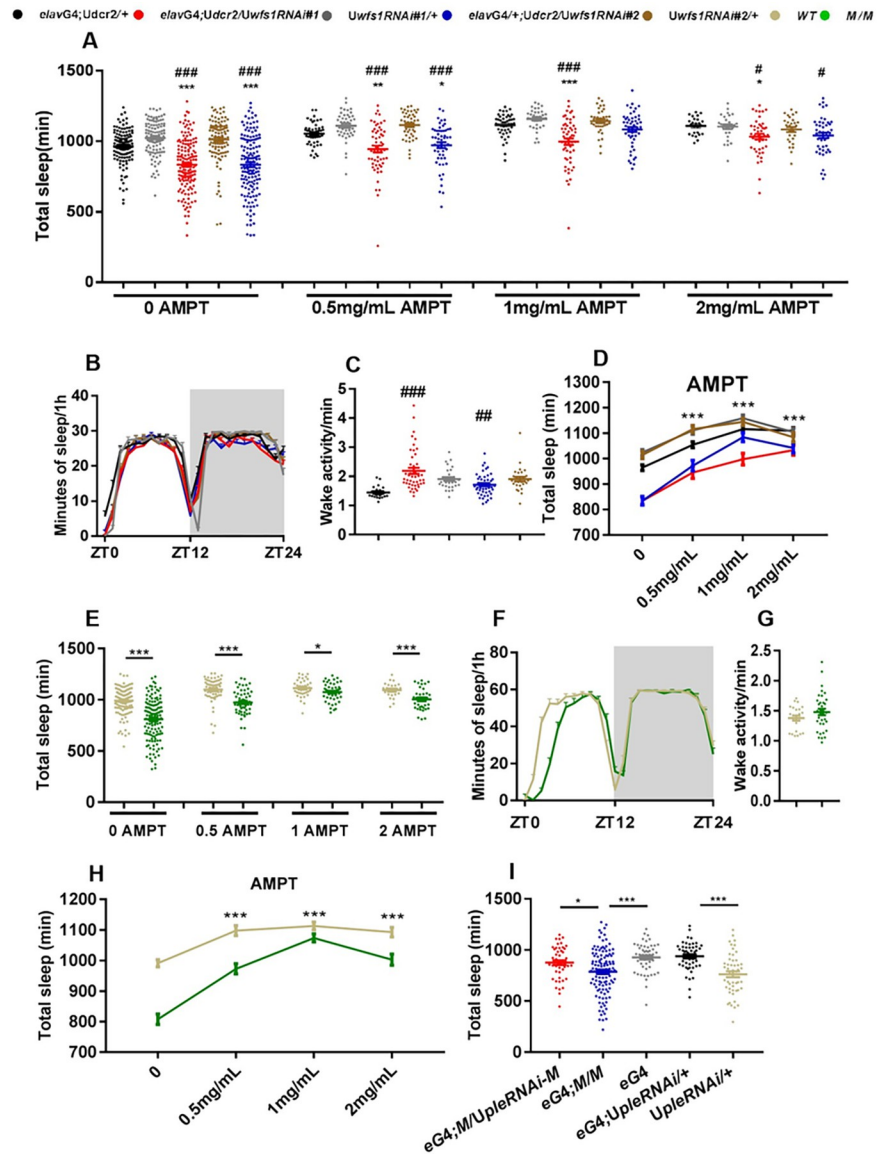 elavG4;Udcr2/+ elavG4;Udcr2/Uwfs1RNAi#1 Uwfs1RNAi#1/+ elavG4/+;Udcr2/Uwfs1RNAi#2 Uwfs1RNAi#2/+ WT M/M
A
Total sleep(min)
1500
1000
500
0
### ### ### ### ### # #
*** *** ** * *** *
0 AMPT 0.5mg/mL AMPT 1mg/mL AMPT 2mg/mL AMPT
B
Minutes of sleep/1h
40
30
20
10
0
ZT0 ZT12 ZT24
C
Wake activity/min
5
4
3
2
1
0
### ##
D
AMPT
Total sleep (min)
1300
1200
1100
1000
900
800
700
*** *** ***
0 0.5mg/mL 1mg/mL 2mg/mL
E
Total sleep (min)
1500
1000
500
0
*** *** * ***
0 AMPT 0.5 AMPT 1 AMPT 2 AMPT
F
Minutes of sleep/1h
80
60
40
20
0
ZT0 ZT12 ZT24
G
Wake activity/min
2.5
2.0
1.5
1.0
0.5
0.0
H
AMPT
Total sleep (min)
1200
1100
1000
900
800
700
*** *** ***
0 0.5mg/mL 1mg/mL 2mg/mL
I
Total sleep (min)
1500
1000
500
0
* *** ***
eG4;M/UpleRNAi-M eG4;M/M eG4 eG4;UpleRNAi/+ UpleRNAi/+